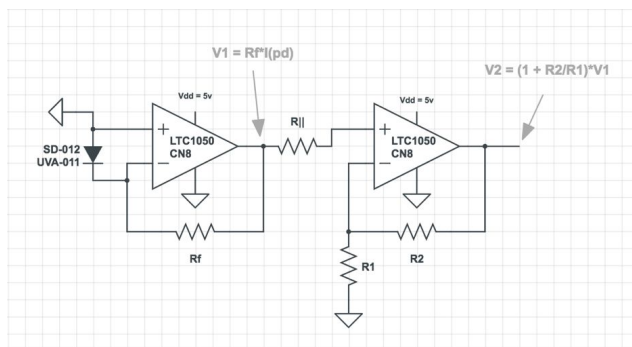 V1 = Rf*I(pd)
V2 = (1 + R2/R1)*V1
Vdd = 5v
Vdd = 5v
R||
LTC1050
CN8
LTC1050
CN8
SD-012
UVA-011
Rf
R2
R1